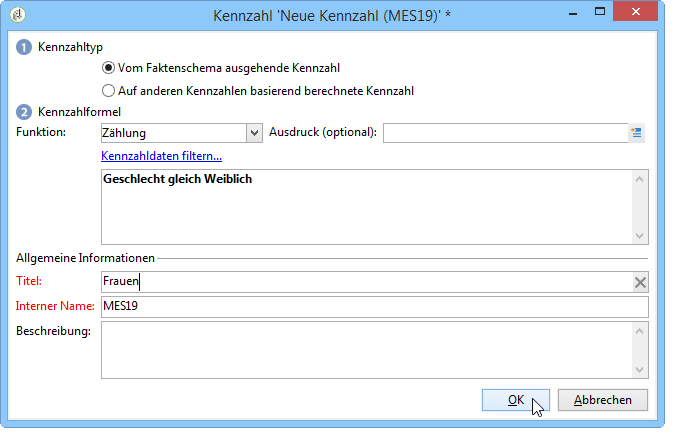 Kennzahl 'Neue Kennzahl (MES19)' *
1 Kennzahltyp
Vom Faktenschema ausgehende Kennzahl
Auf anderen Kennzahlen basierend berechnete Kennzahl
2 Kennzahlformel
Funktion: Zählung Ausdruck (optional):
Kennzahldaten filtern...
Geschlecht gleich Weiblich
Allgemeine Informationen
Titel: Frauen
Interner Name: MES19
Beschreibung:
OK Abbrechen